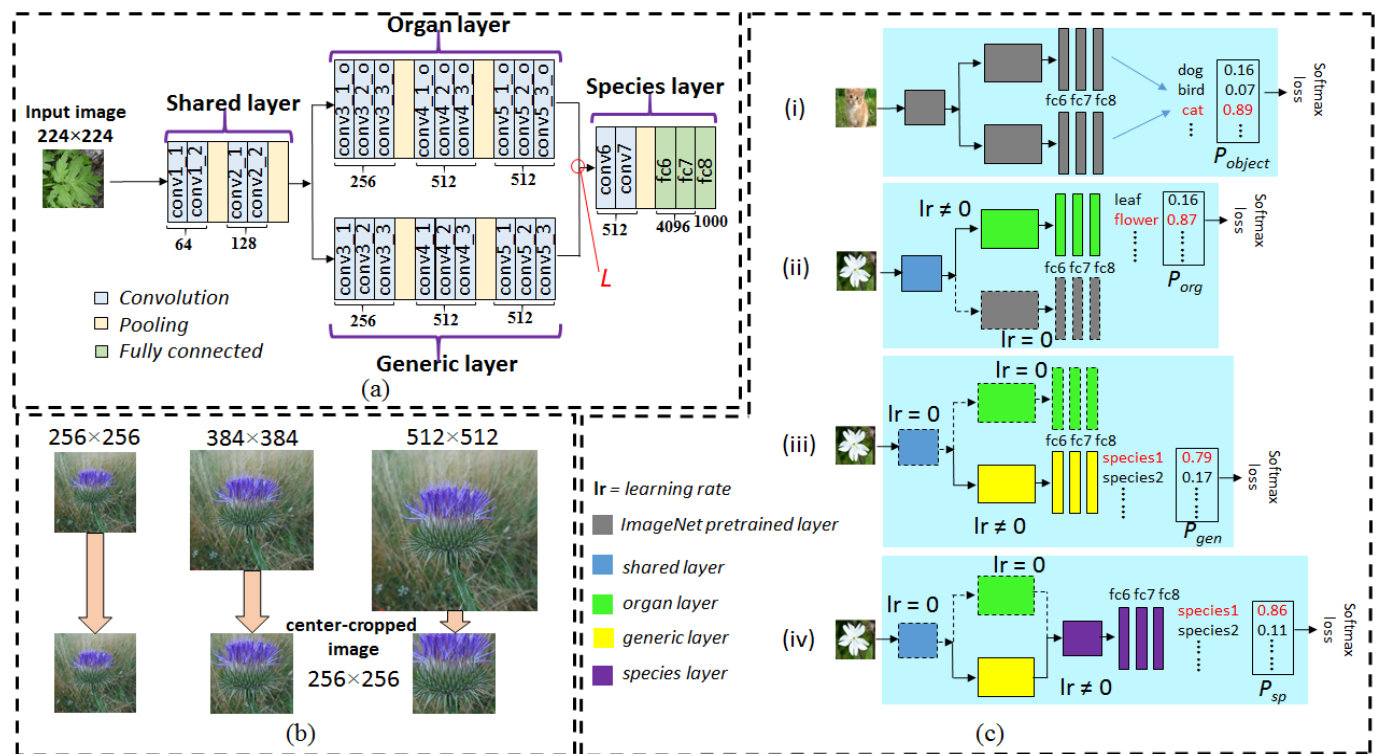 Organ layer
Input image
224×224
Shared layer
conv1_1
conv1_2
conv2_1
conv2_2
64
128
conv3_1_o
conv3_2_o
conv3_3_o
conv4_1_o
conv4_2_o
conv4_3_o
conv5_1_o
conv5_2_o
conv5_3_o
256
512
512
Species layer
conv6
conv7
fc6
fc7
fc8
512
4096
1000
L
conv3_1
conv3_2
conv3_3
conv4_1
conv4_2
conv4_3
conv5_1
conv5_2
conv5_3
256
512
512
Generic layer
Convolution
Pooling
Fully connected
(a)
256×256
384×384
512×512
center-cropped
image
256×256
(b)
(i)
fc6 fc7 fc8
dog
bird
cat
...
0.16
0.07
0.89
...
P_object
Softmax
loss
(ii)
lr ≠ 0
lr = 0
fc6 fc7 fc8
leaf
flower
......
0.16
0.87
......
P_org
Softmax
loss
(iii)
lr = 0
lr = 0
lr ≠ 0
fc6 fc7 fc8
species1
species2
......
0.79
0.17
......
P_gen
Softmax
loss
(iv)
lr = 0
lr = 0
lr ≠ 0
fc6 fc7 fc8
species1
species2
......
0.86
0.11
......
P_sp
Softmax
loss
lr = learning rate
ImageNet pretrained layer
shared layer
organ layer
generic layer
species layer
(c)